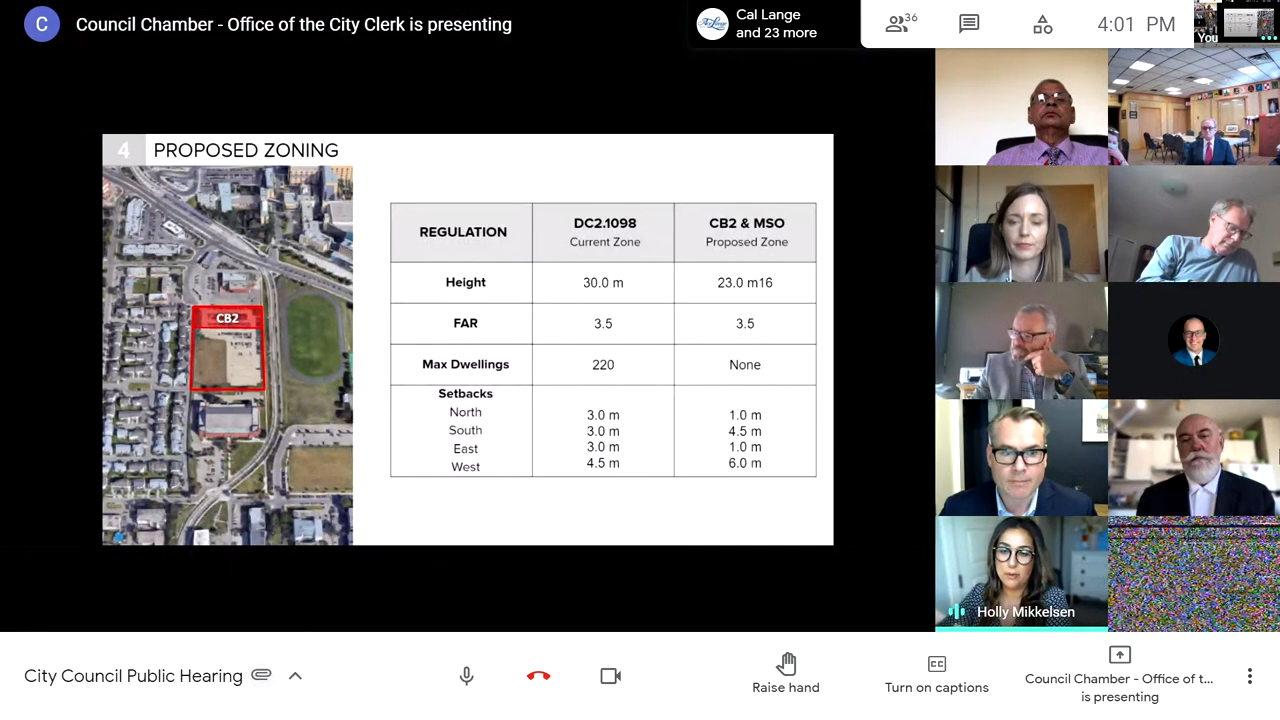 C
Council Chamber - Office of the City Clerk is presenting
Cal Lange
and 23 more
36
4:01 PM
You
4 PROPOSED ZONING
CB2
REGULATION
DC2.1098
Current Zone
CB2 & MSO
Proposed Zone
Height 30.0 m 23.0 m16
FAR 3.5 3.5
Max Dwellings 220 None
Setbacks
North 3.0 m 1.0 m
South 3.0 m 4.5 m
East 3.0 m 1.0 m
West 4.5 m 6.0 m
Holly Mikkelsen
City Council Public Hearing
Raise hand
CC
Turn on captions
Council Chamber - Office of t...
is presenting